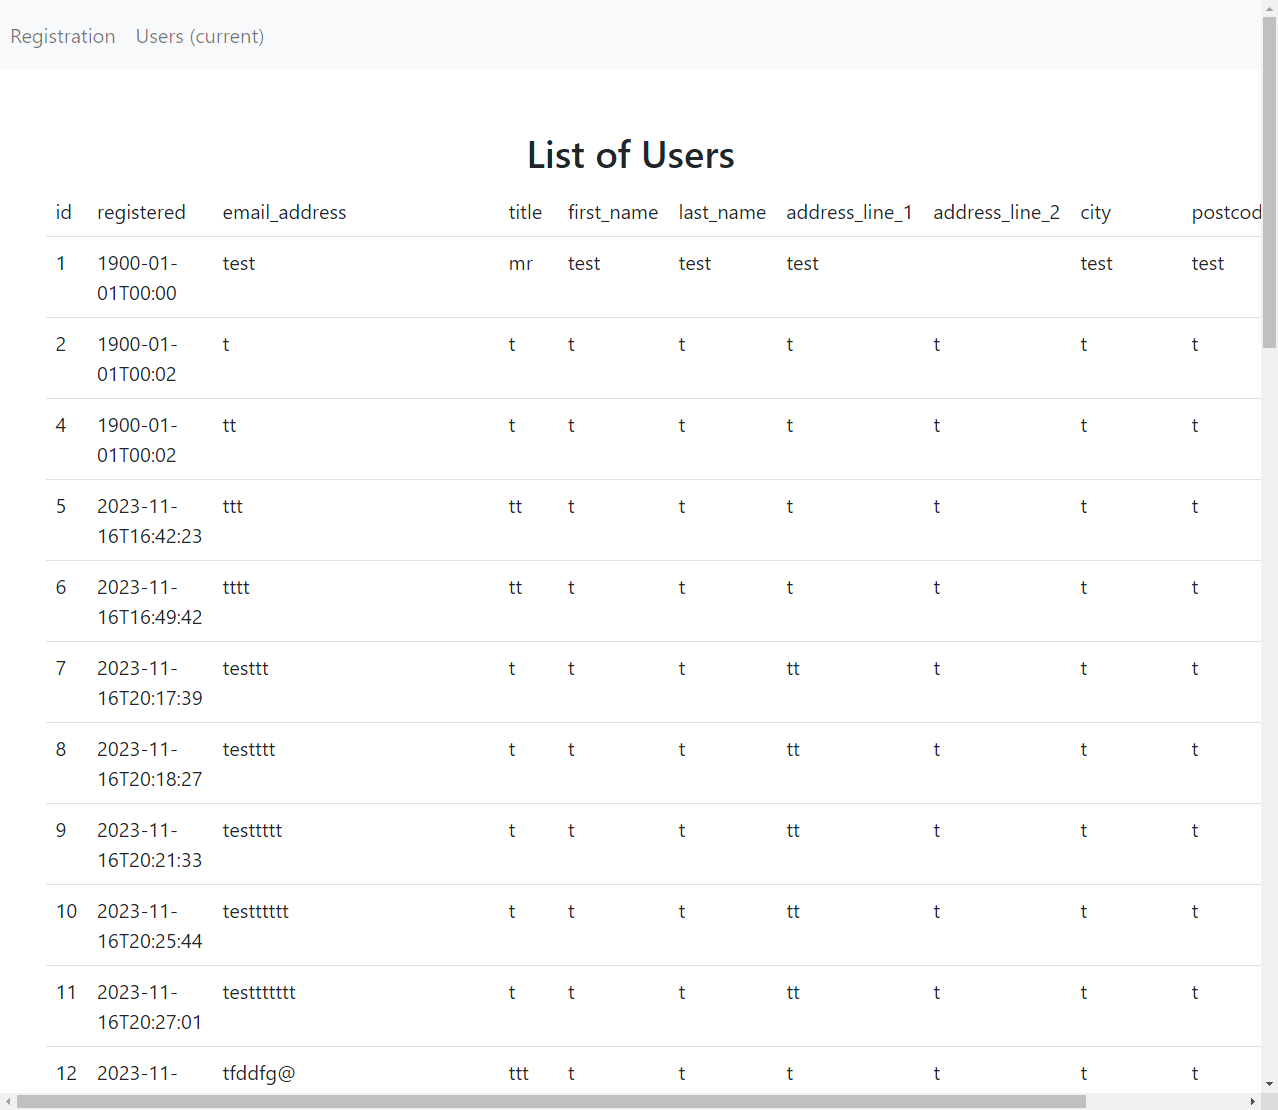 Registration Users (current)
List of Users
id registered email_address title first_name last_name address_line_1 address_line_2 city postcod
1 1900-01- test mr test test test test test
01T00:00
2 1900-01- t t t t t t t t
01T00:02
4 1900-01- tt t t t t t t t
01T00:02
5 2023-11- ttt tt t t t t t t
16T16:42:23
6 2023-11- tttt tt t t t t t t
16T16:49:42
7 2023-11- testtt t t t tt t t t
16T20:17:39
8 2023-11- testttt t t t tt t t t
16T20:18:27
9 2023-11- testtttt t t t tt t t t
16T20:21:33
10 2023-11- testttttt t t t tt t t t
16T20:25:44
11 2023-11- testtttttt t t t tt t t t
16T20:27:01
12 2023-11- tfddfg@ ttt t t t t t t